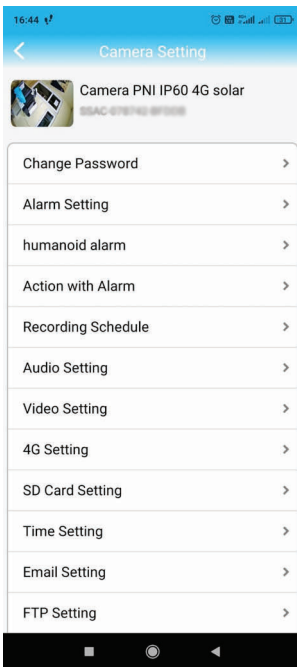 16:44
Camera Setting
Camera PNI IP60 4G solar
Change Password
Alarm Setting
humanoid alarm
Action with Alarm
Recording Schedule
Audio Setting
Video Setting
4G Setting
SD Card Setting
Time Setting
Email Setting
FTP Setting